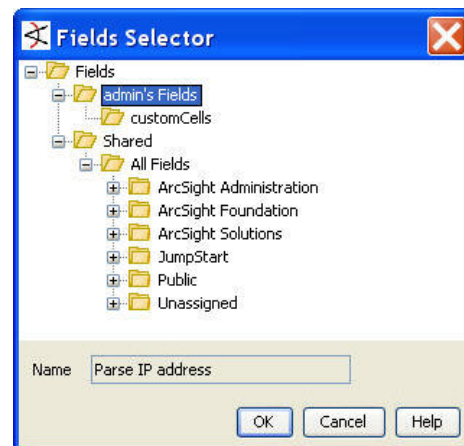 Fields Selector
Fields
admin's Fields
customCells
Shared
All Fields
ArcSight Administration
ArcSight Foundation
ArcSight Solutions
JumpStart
Public
Unassigned
Name Parse IP address
OK Cancel Help